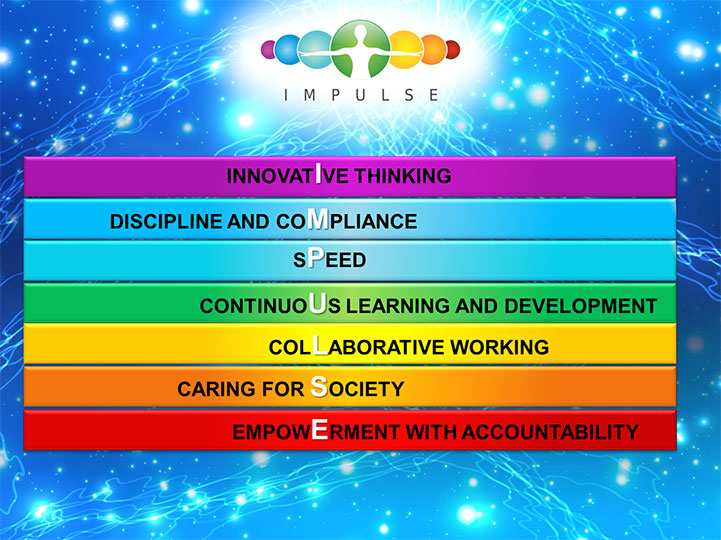 IMPULSE
INNOVATIVE THINKING
DISCIPLINE AND COMPLIANCE
SPEED
CONTINUOUS LEARNING AND DEVELOPMENT
COLLABORATIVE WORKING
CARING FOR SOCIETY
EMPOWERMENT WITH ACCOUNTABILITY